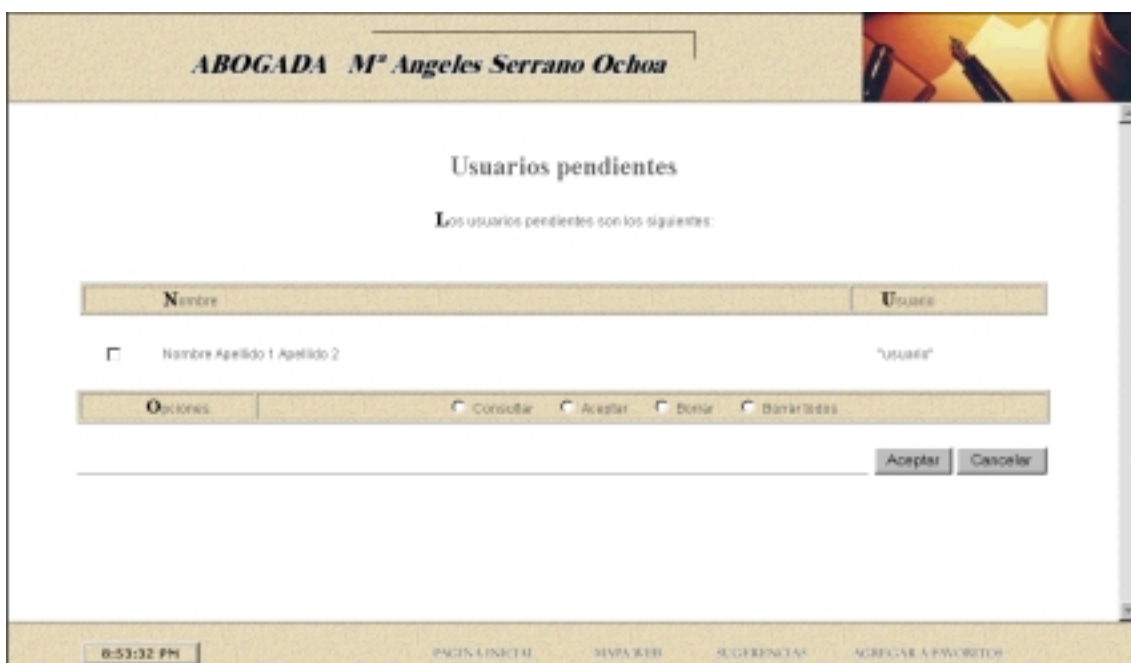 ABOGADA Mª Angeles Serrano Ochoa
Usuarios pendientes
Los usuarios pendientes son los siguientes:
Nombre Usuario
Nombre Apellido 1 Apellido 2 "usuario"
Opciones Consultar Aceptar Borrar Borrar todos
Aceptar Cancelar
8:53:32 PM PAGINA INICIAL MAPA WEB SUGERENCIAS AGREGAR A FAVORITOS